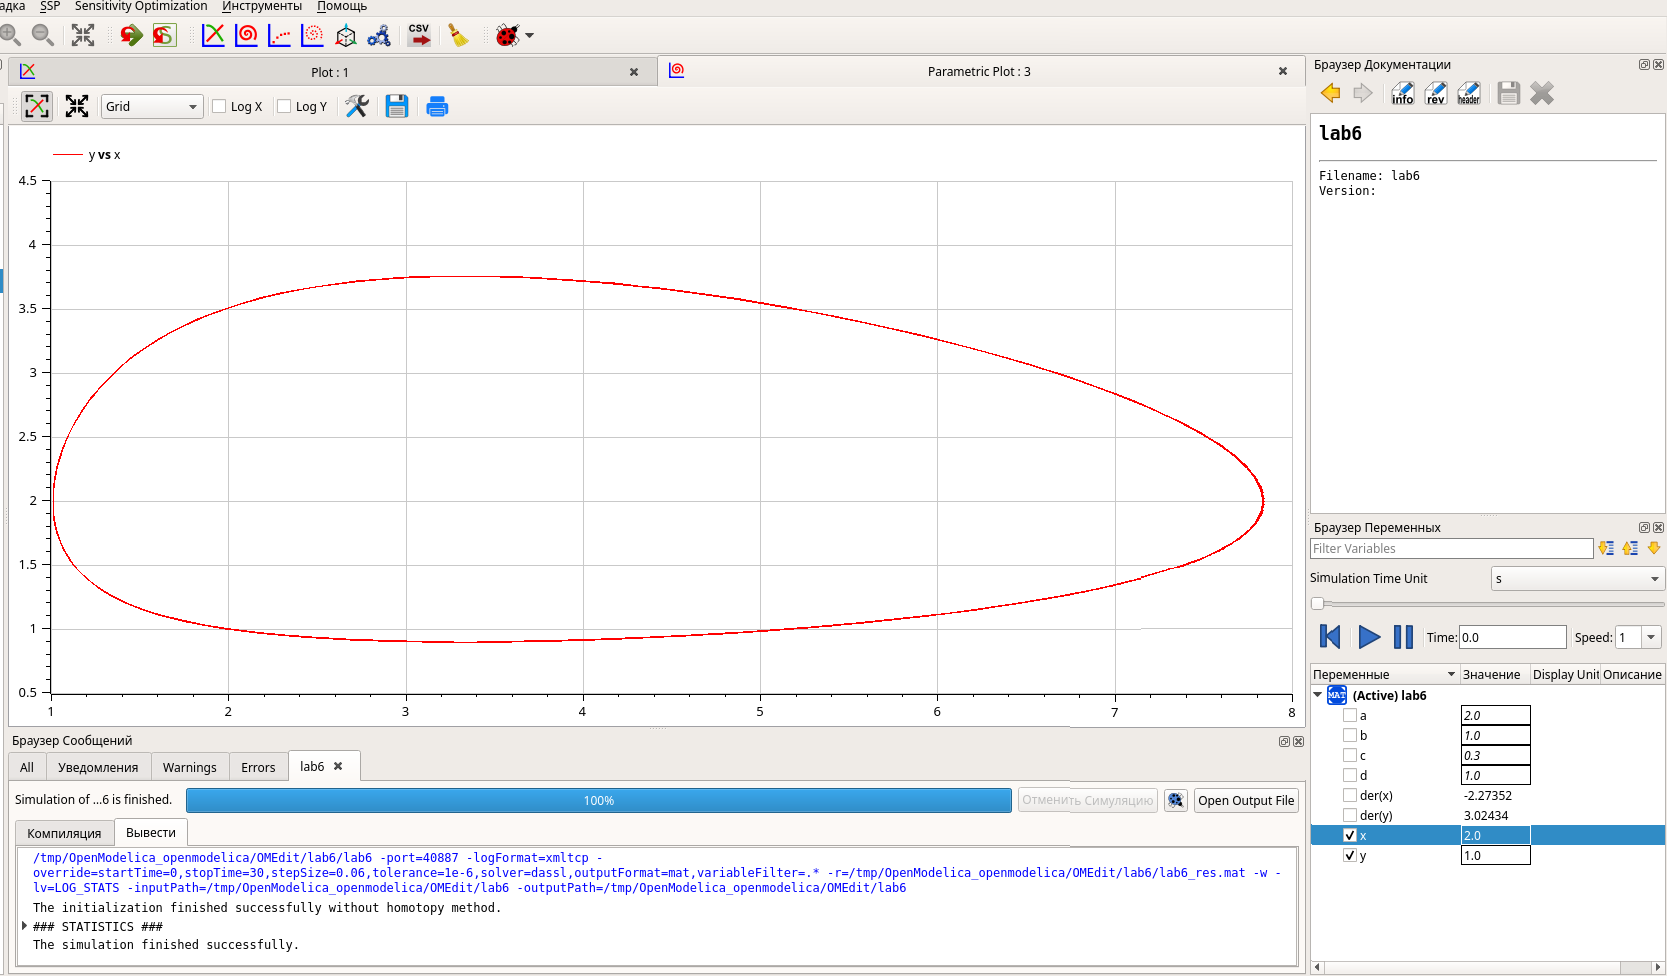 адка SSP Sensitivity Optimization Инструменты Помощь
CSV
Plot : 1
Parametric Plot : 3
Grid
Log X
Log Y
y vs x
4.5
4
3.5
3
2.5
2
1.5
1
0.5
1 2 3 4 5 6 7 8
Браузер Сообщений
All Уведомления Warnings Errors lab6
Simulation of ...6 is finished.
100%
Отменить Симуляцию
Open Output File
Компиляция Вывести
/tmp/OpenModelica_openmodelica/OMEdit/lab6/lab6 -port=40887 -logFormat=xmltcp -
override=startTime=0,stopTime=30,stepSize=0.06,tolerance=1e-6,solver=dassl,outputFormat=mat,variableFilter=.* -r=/tmp/OpenModelica_openmodelica/OMEdit/lab6/lab6_res.mat -w -
lv=LOG_STATS -inputPath=/tmp/OpenModelica_openmodelica/OMEdit/lab6 -outputPath=/tmp/OpenModelica_openmodelica/OMEdit/lab6
The initialization finished successfully without homotopy method.
### STATISTICS ###
The simulation finished successfully.
Браузер Документации
info rev header
lab6
Filename: lab6
Version:
Браузер Переменных
Filter Variables
Simulation Time Unit s
Time: 0.0 Speed: 1
Переменные Значение Display Unit Описание
MAT (Active) lab6
a 2.0
b 1.0
c 0.3
d 1.0
der(x) -2.27352
der(y) 3.02434
x 2.0
y 1.0